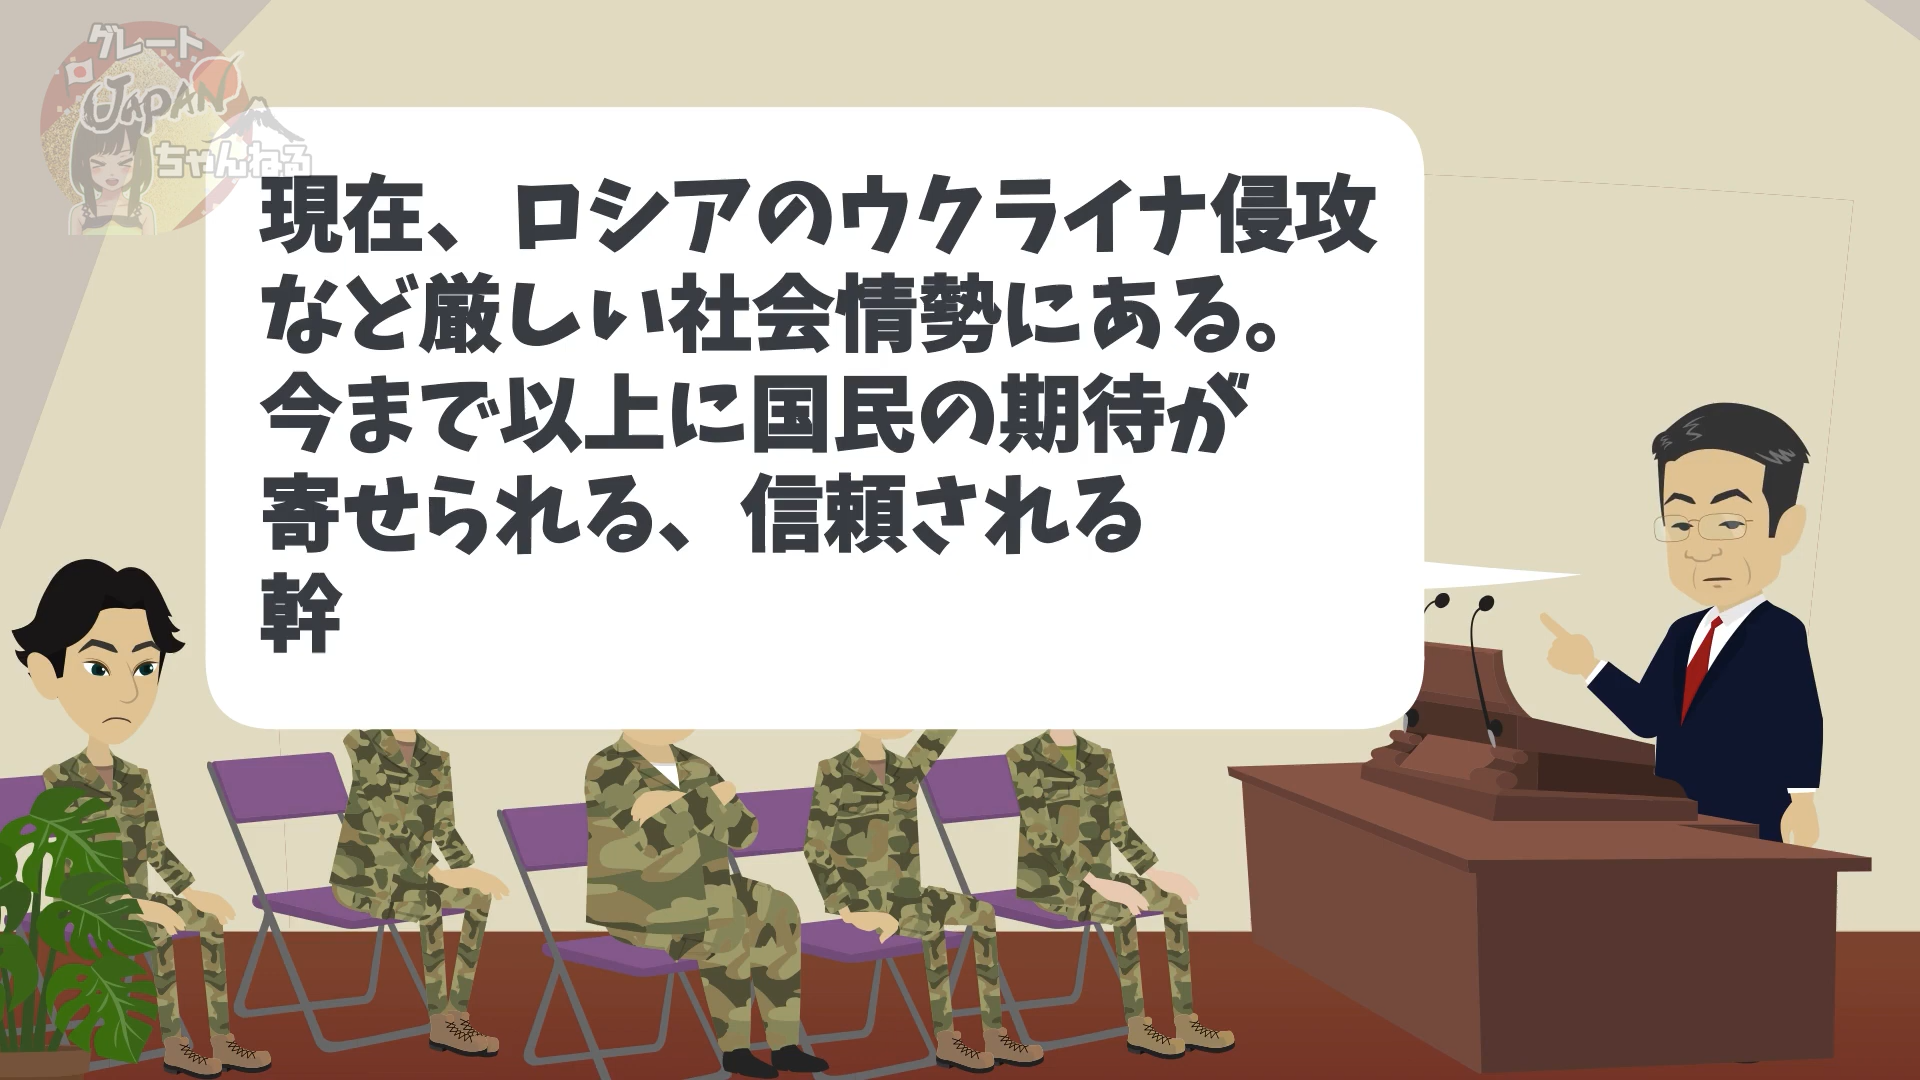 グレート
JAPAN
ちゃんねる
現在、ロシアのウクライナ侵攻
など厳しい社会情勢にある。
今まで以上に国民の期待が
寄せられる、信頼される
幹